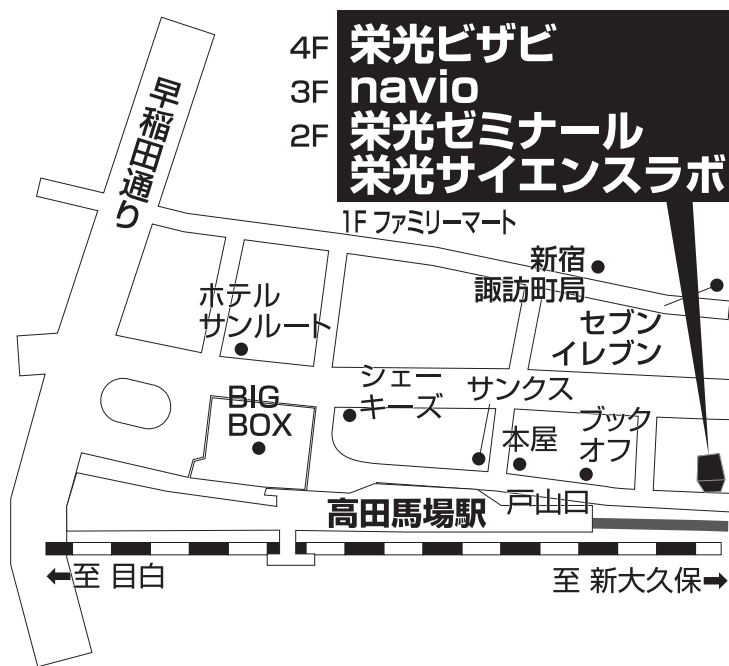 4F 栄光ビザビ
3F navio
2F 栄光ゼミナール
栄光サイエンスラボ
1F ファミリーマート
早稲田通り
新宿
諏訪町局
ホテル
サンルート
セブン
イレブン
シェー
キーズ
サンクス
BIG
BOX
本屋
ブック
オフ
高田馬場駅
戸山口
←至 目白
至 新大久保→